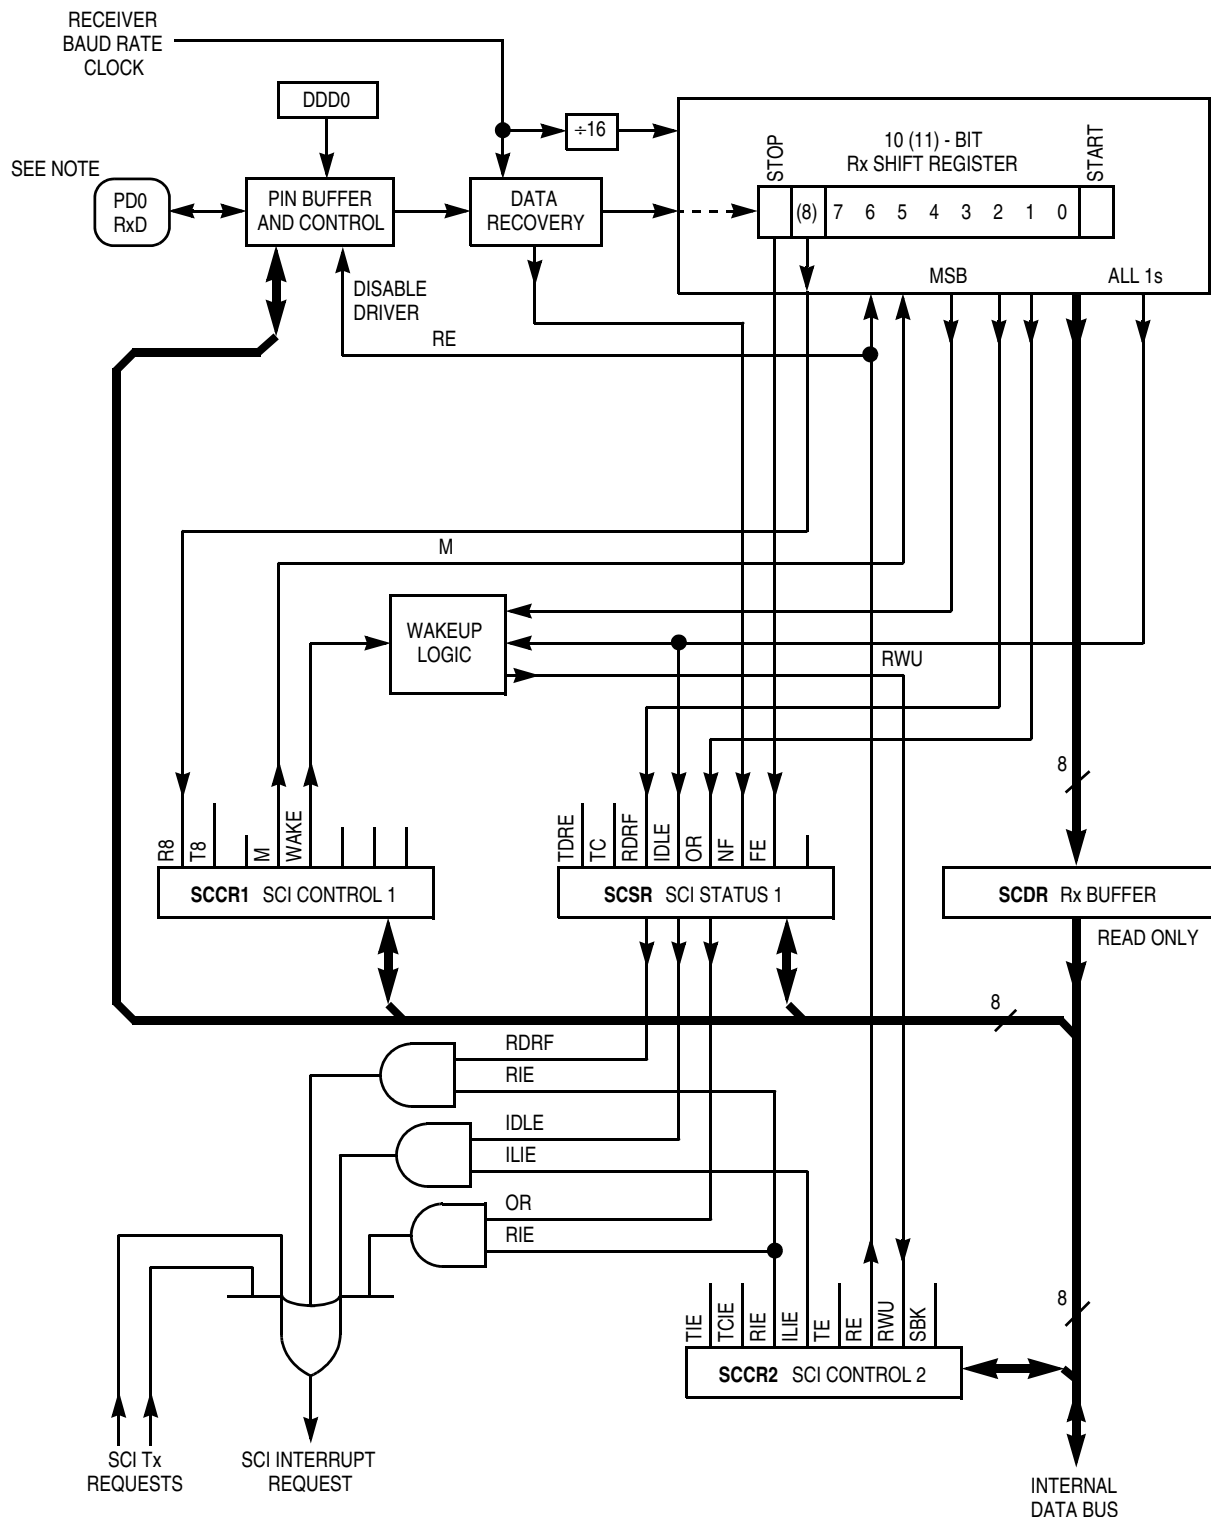 RECEIVER
BAUD RATE
CLOCK
DDD0
÷16
10 (11) - BIT
Rx SHIFT REGISTER
STOP
START
SEE NOTE
PD0
RxD
PIN BUFFER
AND CONTROL
DATA
RECOVERY
(8) 7 6 5 4 3 2 1 0
DISABLE
DRIVER
MSB
ALL 1s
RE
M
WAKEUP
LOGIC
RWU
8
R8
T8
M
WAKE
TDRE
TC
RDRF
IDLE
OR
NF
FE
SCCR1 SCI CONTROL 1
SCSR SCI STATUS 1
SCDR Rx BUFFER
READ ONLY
8
RDRF
RIE
IDLE
ILIE
OR
RIE
8
TIE
TCIE
RIE
ILIE
TE
RE
RWU
SBK
SCCR2 SCI CONTROL 2
SCI Tx
REQUESTS
SCI INTERRUPT
REQUEST
INTERNAL
DATA BUS